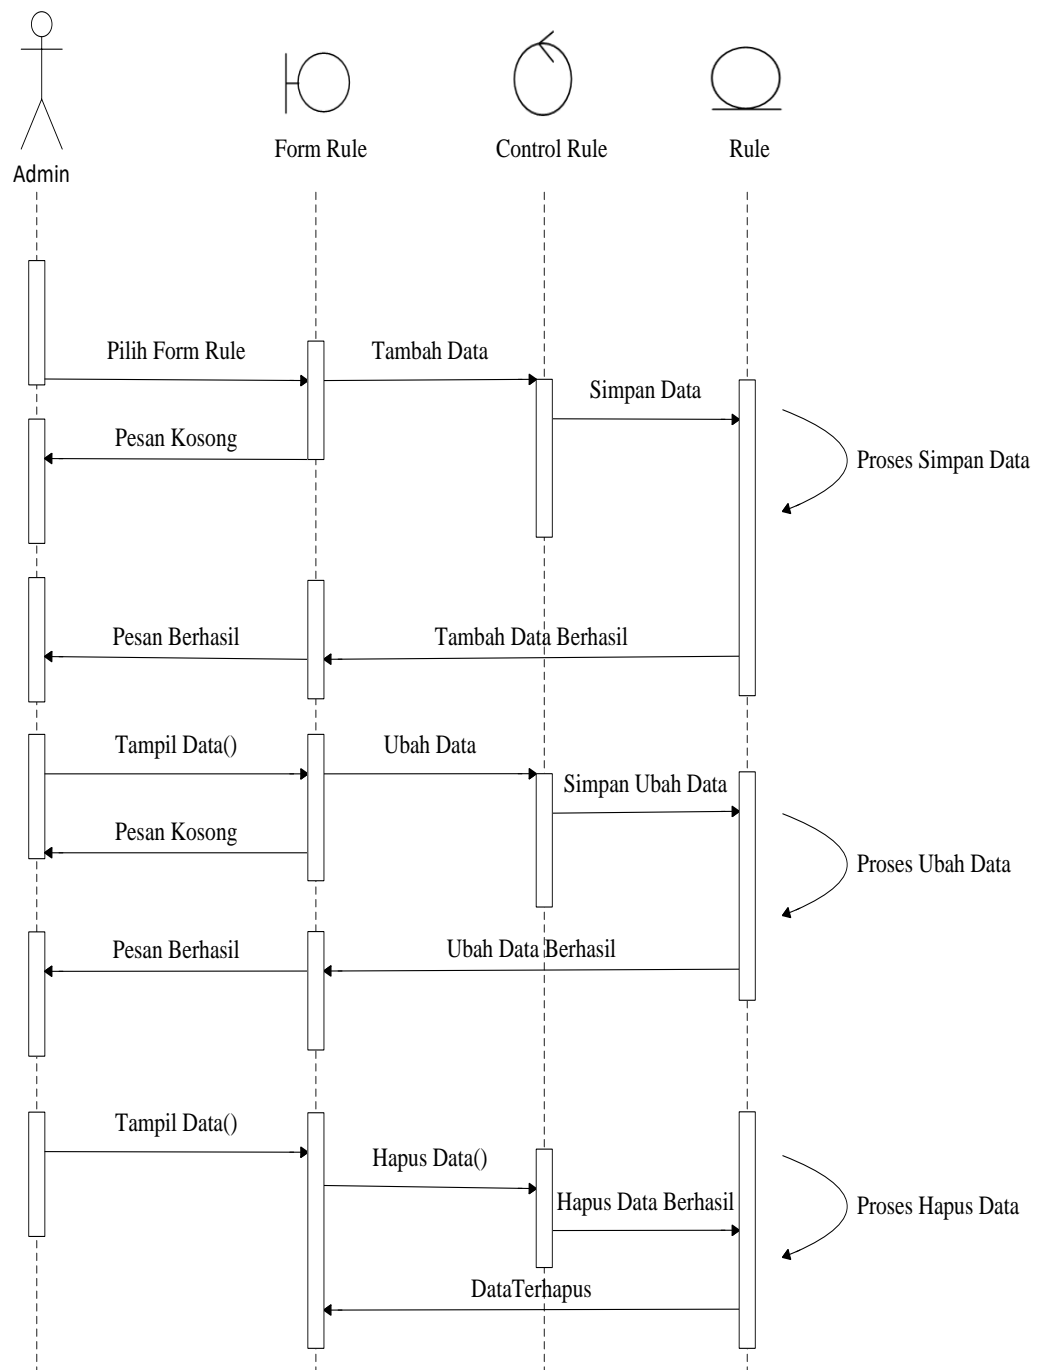 Form Rule
Control Rule
Rule
Admin
Pilih Form Rule
Tambah Data
Simpan Data
Pesan Kosong
Proses Simpan Data
Pesan Berhasil
Tambah Data Berhasil
Tampil Data()
Ubah Data
Simpan Ubah Data
Pesan Kosong
Proses Ubah Data
Pesan Berhasil
Ubah Data Berhasil
Tampil Data()
Hapus Data()
Hapus Data Berhasil
Proses Hapus Data
DataTerhapus